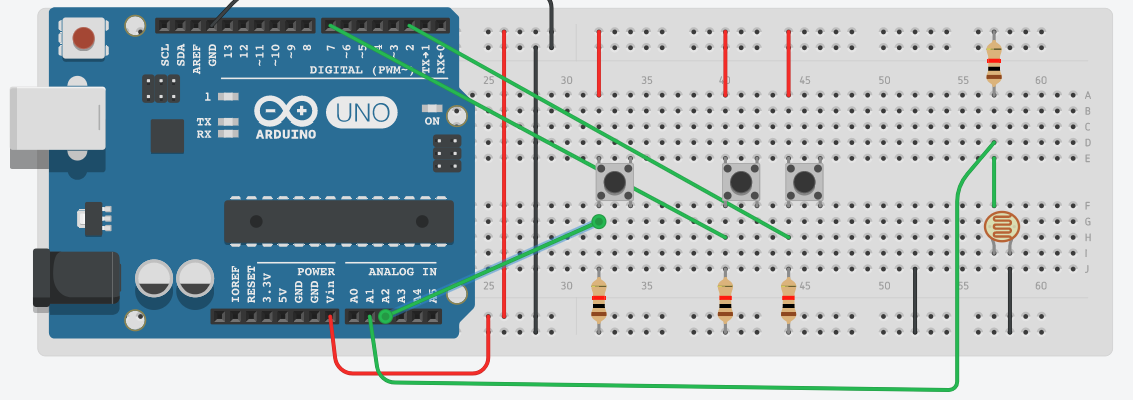 SCL
SDA
AREF
GND
13
12
~11
~10
~9
8
7
~6
~5
4
~3
2
TX→1
RX←0
DIGITAL (PWM~)
1
TX
RX
ARDUINO
UNO
ON
IOREF
RESET
3.3V
5V
GND
GND
Vin
POWER
ANALOG IN
A0
A1
A2
A3
A4
A5
25
30
35
40
45
50
55
60
A
B
C
D
E
F
G
H
I
J
25
30
35
40
45
50
55
60